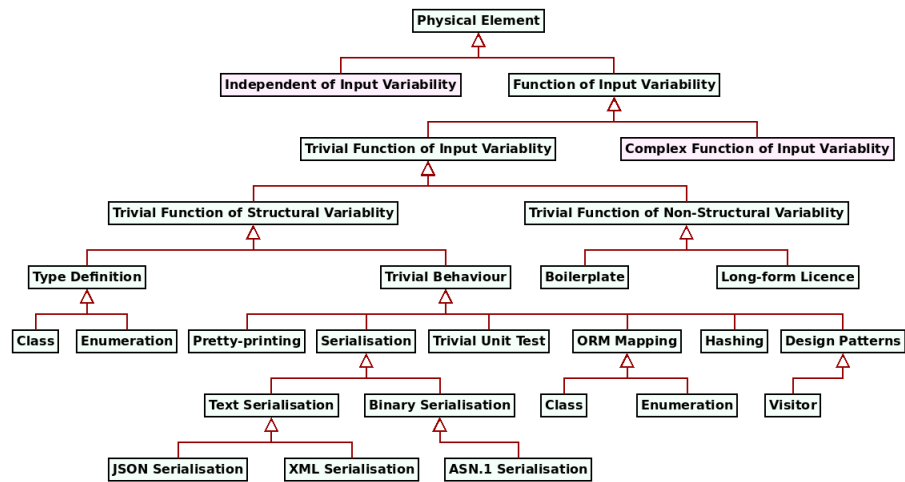 Physical Element
Independent of Input Variability
Function of Input Variability
Trivial Function of Input Variablity
Complex Function of Input Variablity
Trivial Function of Structural Variablity
Trivial Function of Non-Structural Variablity
Type Definition
Trivial Behaviour
Boilerplate
Long-form Licence
Class
Enumeration
Pretty-printing
Serialisation
Trivial Unit Test
ORM Mapping
Hashing
Design Patterns
Text Serialisation
Binary Serialisation
Class
Enumeration
Visitor
JSON Serialisation
XML Serialisation
ASN.1 Serialisation